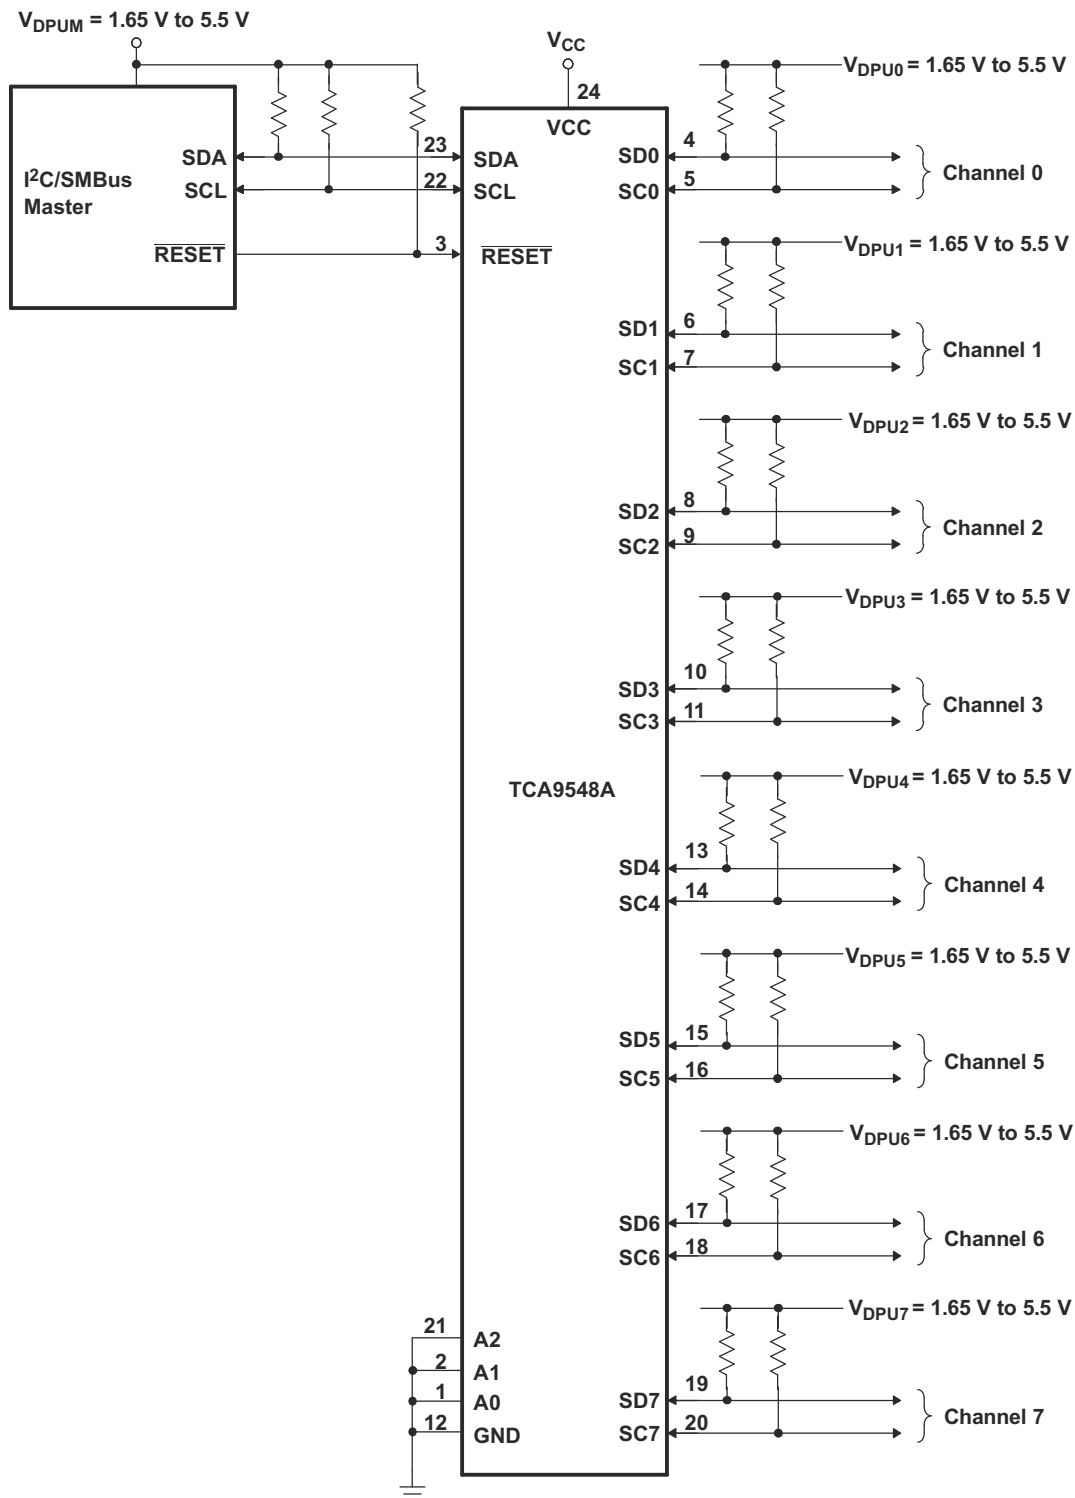 VDPUM = 1.65 V to 5.5 V
I2C/SMBus
Master
SDA
SCL
RESET
23
22
3
VCC
24
VCC
SDA
SCL
RESET
TCA9548A
21
A2
2
A1
1
A0
12
GND
VDPU0 = 1.65 V to 5.5 V
SD0
4
SC0
5
Channel 0
VDPU1 = 1.65 V to 5.5 V
SD1
6
SC1
7
Channel 1
VDPU2 = 1.65 V to 5.5 V
SD2
8
SC2
9
Channel 2
VDPU3 = 1.65 V to 5.5 V
SD3
10
SC3
11
Channel 3
VDPU4 = 1.65 V to 5.5 V
SD4
13
SC4
14
Channel 4
VDPU5 = 1.65 V to 5.5 V
SD5
15
SC5
16
Channel 5
VDPU6 = 1.65 V to 5.5 V
SD6
17
SC6
18
Channel 6
VDPU7 = 1.65 V to 5.5 V
SD7
19
SC7
20
Channel 7